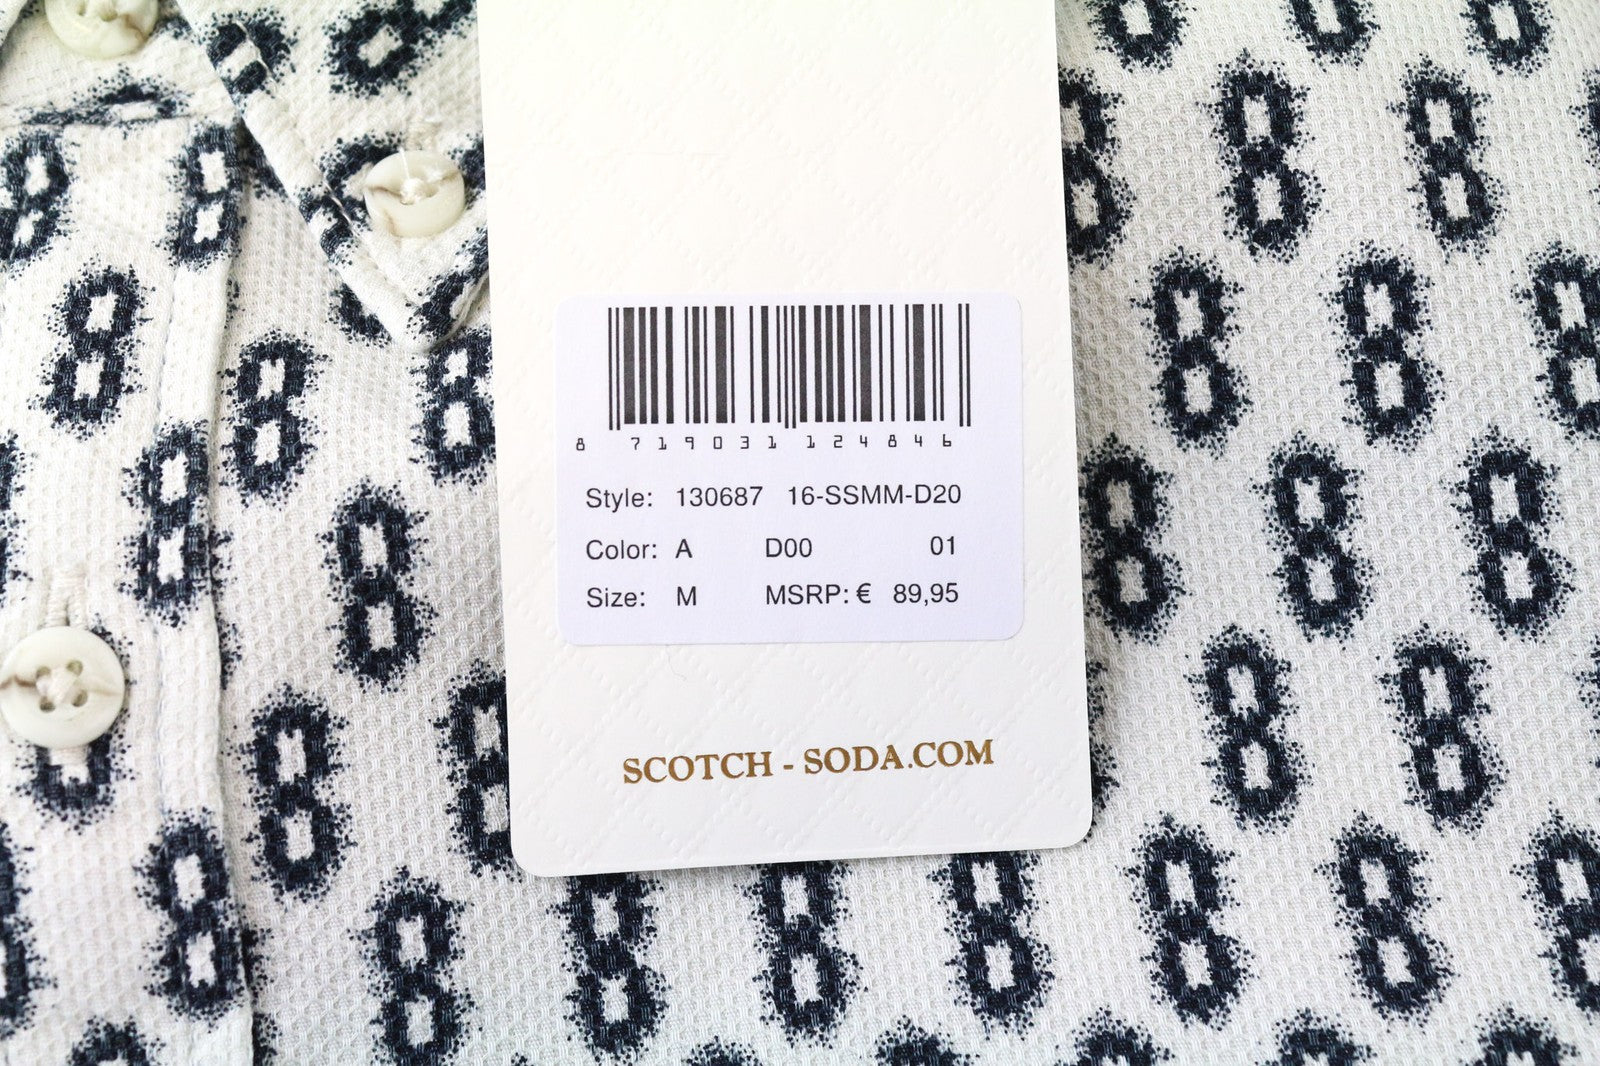 8 719031 124846
Style: 130687 16-SSMM-D20
Color: A D00 01
Size: M MSRP: € 89,95
SCOTCH - SODA.COM